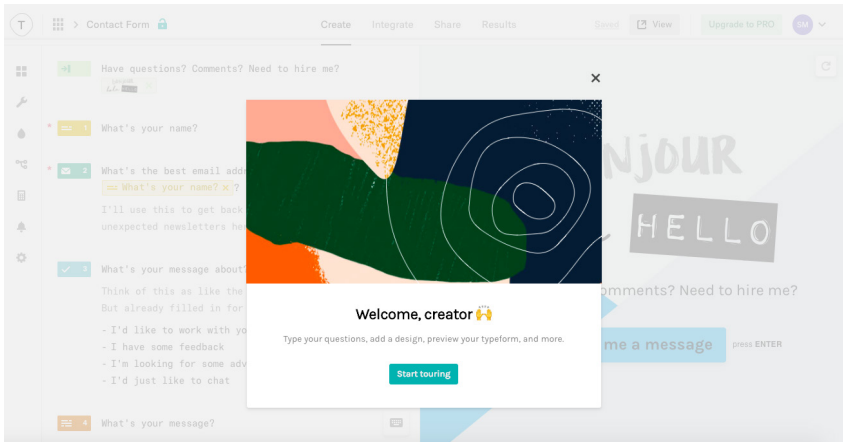 T
Contact Form
Create Integrate Share Results
Saved View Upgrade to PRO SM
Have questions? Comments? Need to hire me?
* 1 What's your name?
* 2 What's the best email addr
What's your name? × ?
I'll use this to get back
unexpected newsletters he
3 What's your message about?
Think of this as like the
But already filled in for
- I'd like to work with yo
- I have some feedback
- I'm looking for some adv
- I'd just like to chat
4 What's your message?
Welcome, creator 🙌
Type your questions, add a design, preview your typeform, and more.
Start touring
NJOUR
HELLO
omments? Need to hire me?
me a message press ENTER